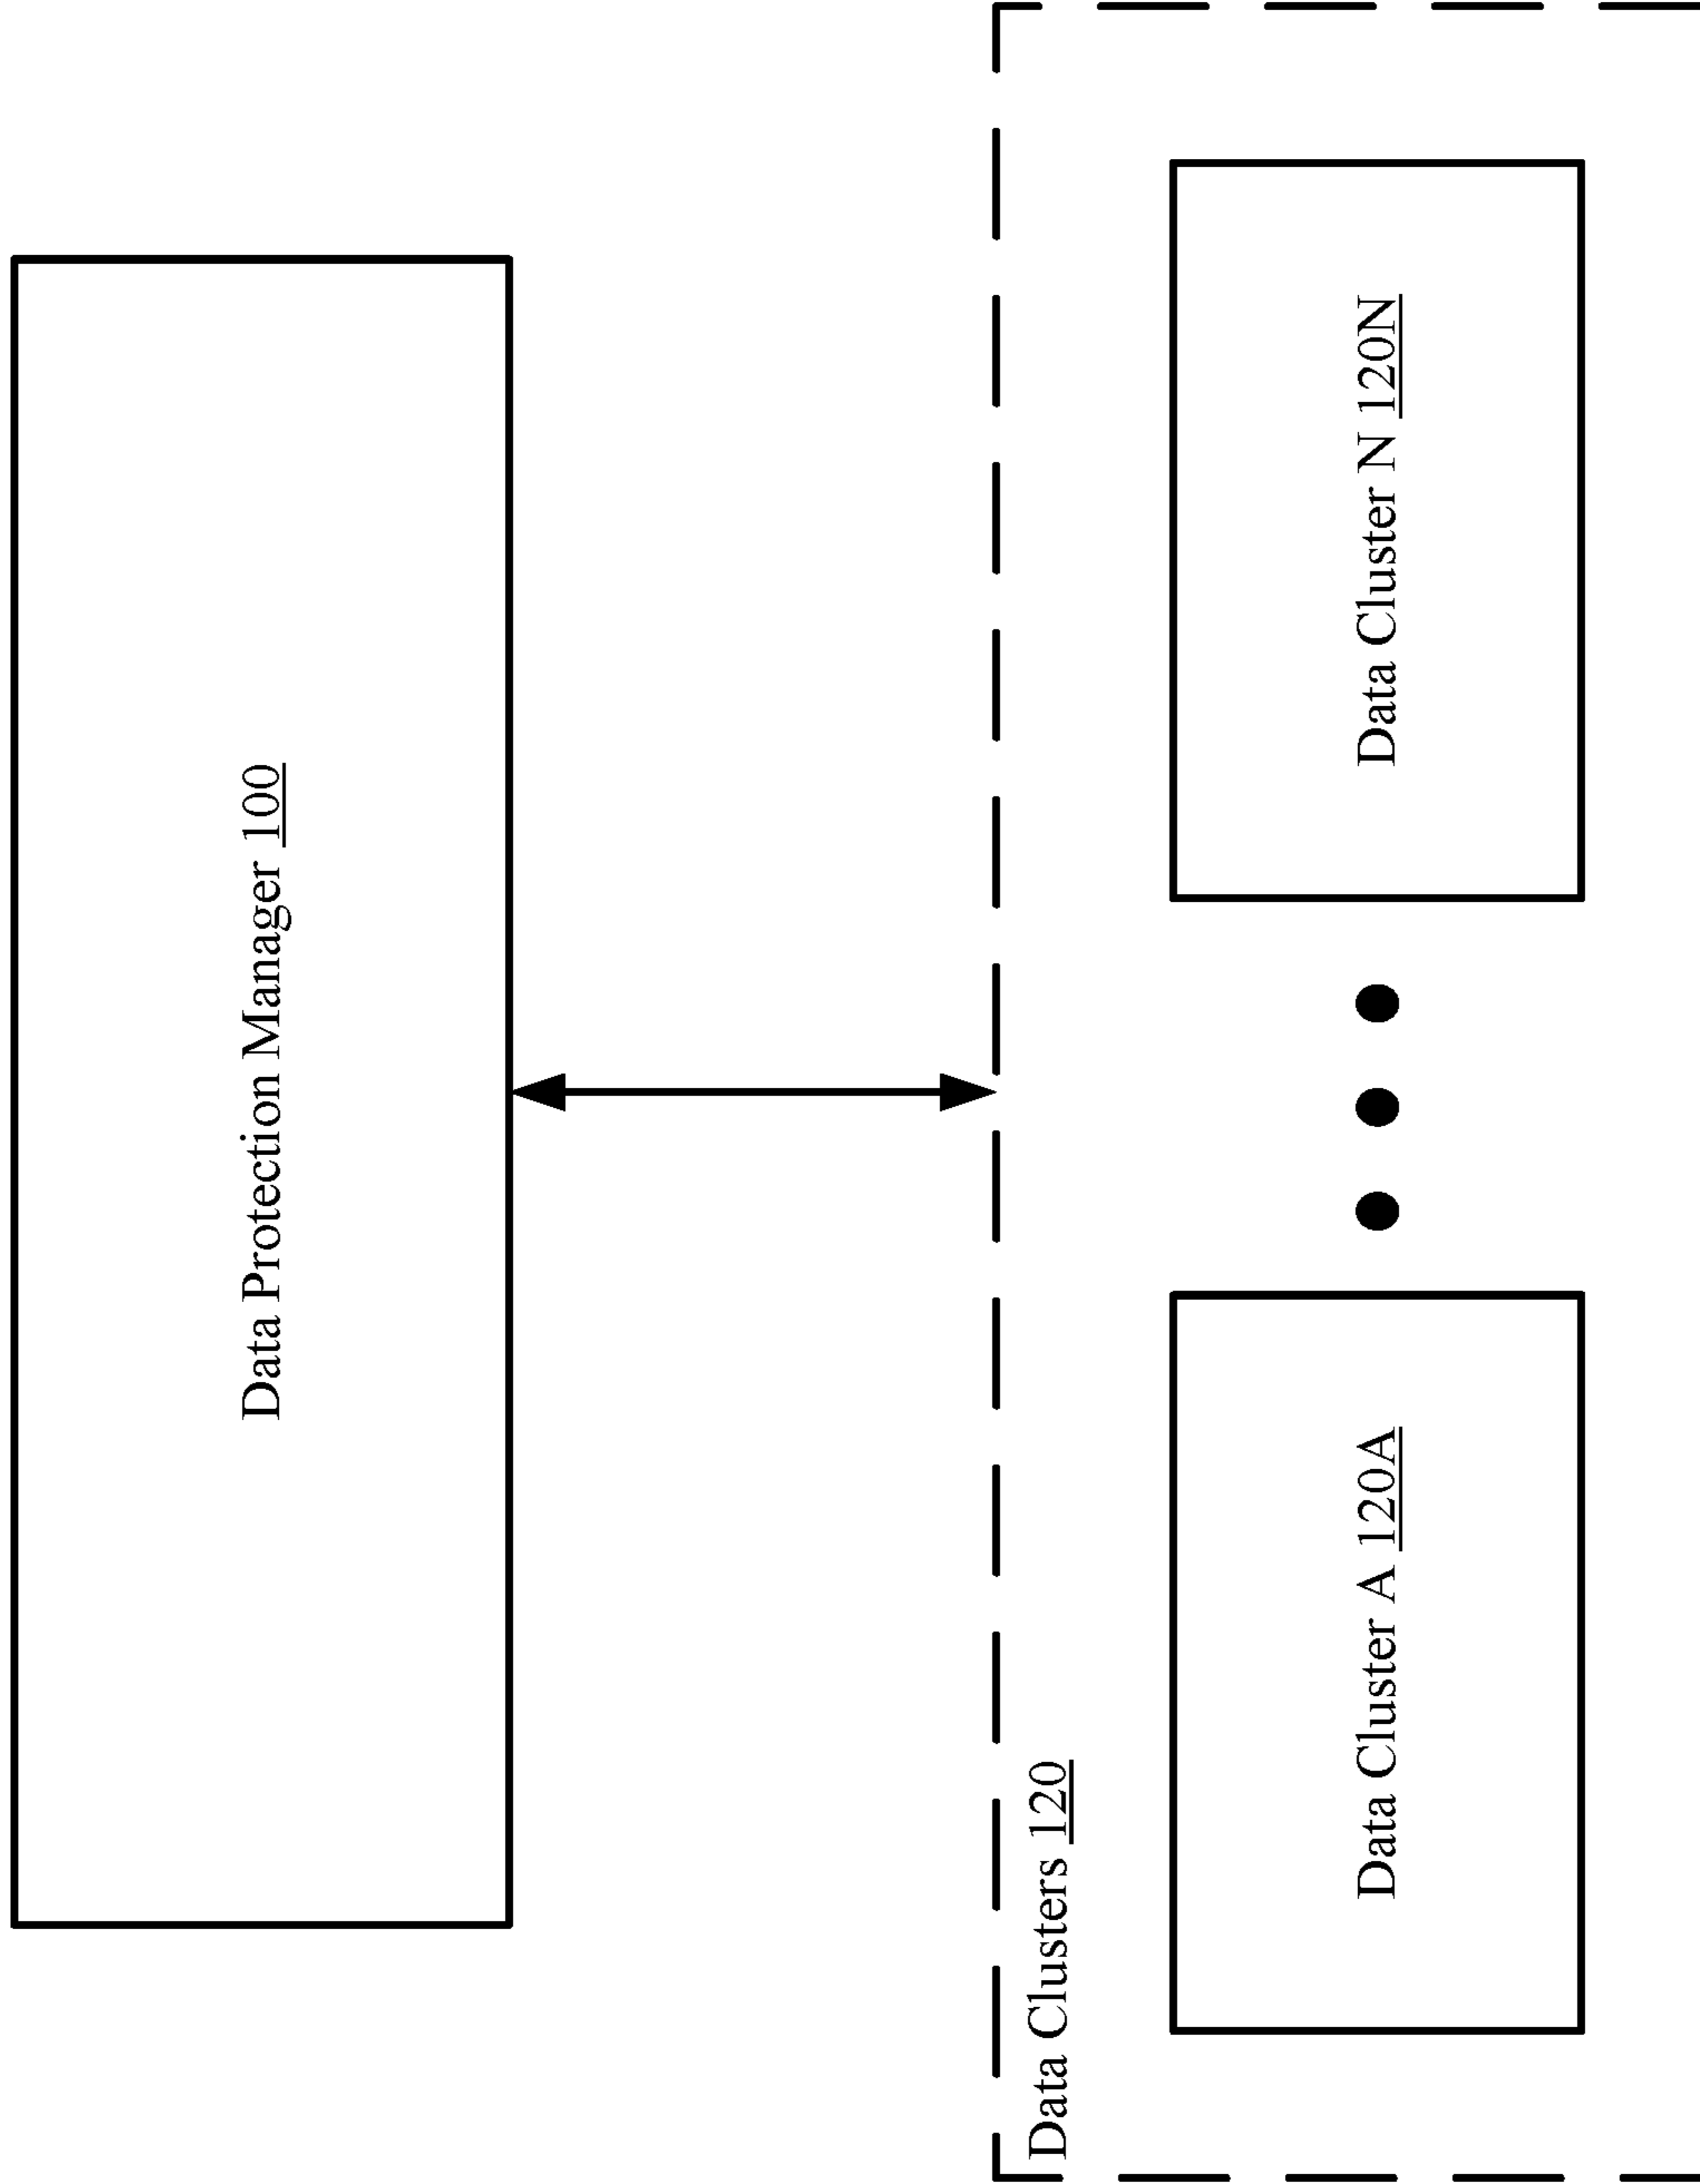 Data Protection Manager 100
Data Clusters 120
Data Cluster A 120A
Data Cluster N 120N